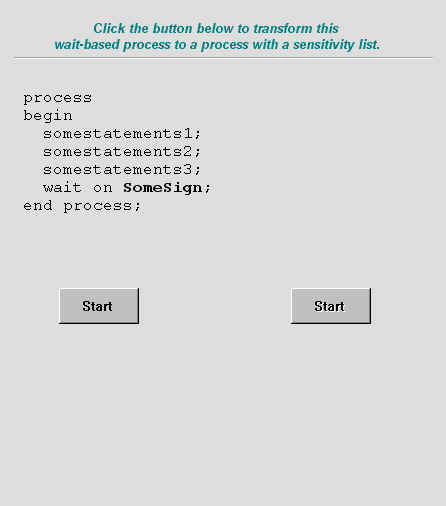 Click the button below to transform this
wait-based process to a process with a sensitivity list.
process
begin
  somestatements1;
  somestatements2;
  somestatements3;
  wait on SomeSign;
end process;
Start Start